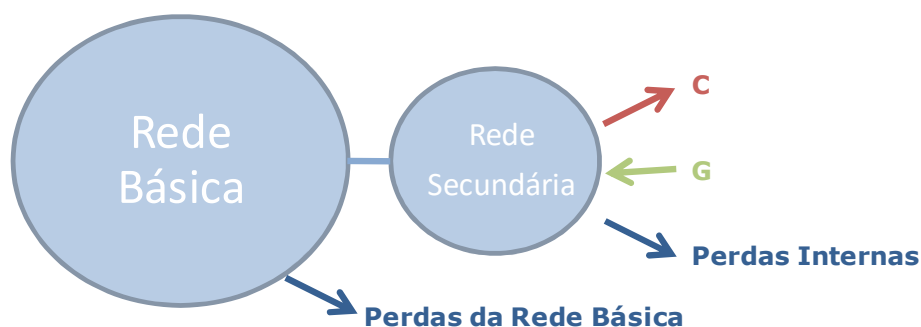 Rede
Básica
Rede
Secundária
C
G
Perdas Internas
Perdas da Rede Básica